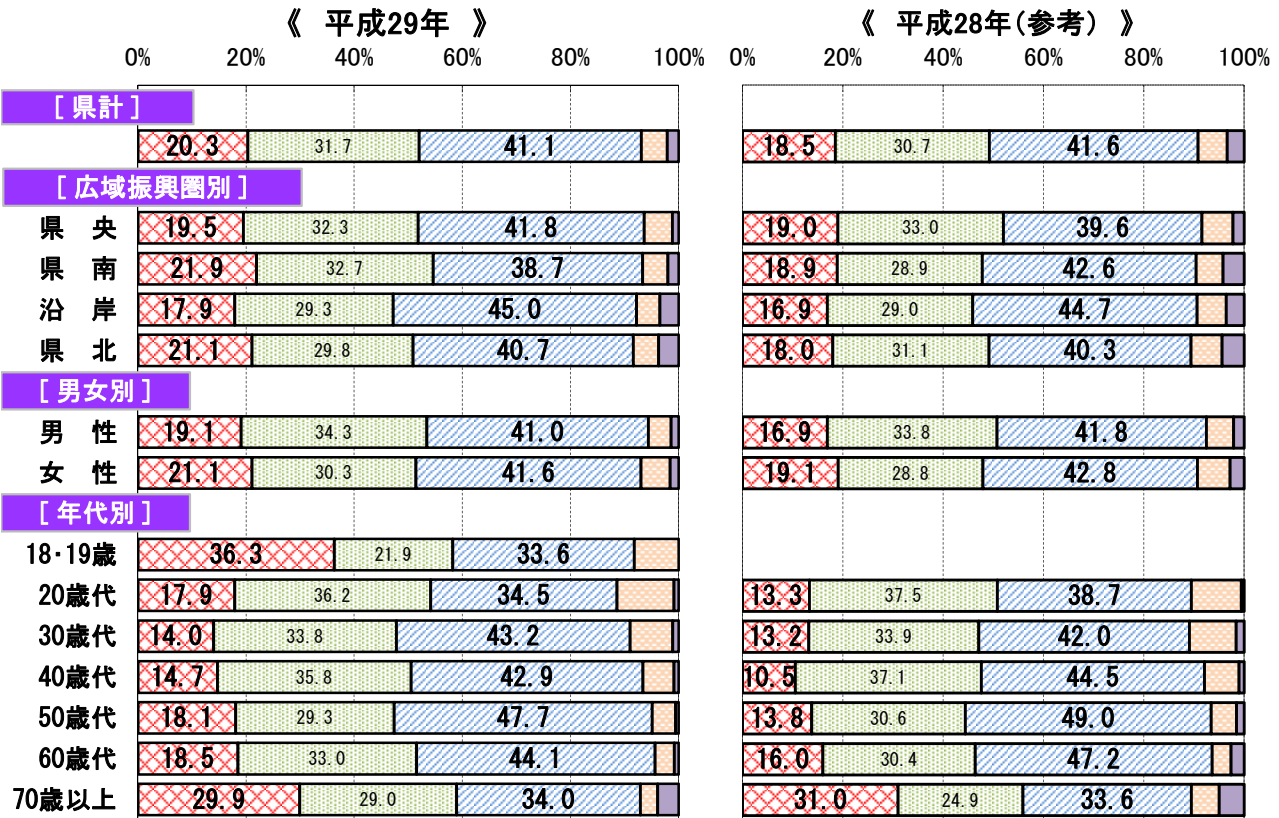 《 平成29年 》 《 平成28年(参考) 》
0% 20% 40% 60% 80% 100% 0% 20% 40% 60% 80% 100%
[ 県計 ]
20.3 31.7 41.1 18.5 30.7 41.6
[ 広域振興圏別 ]
県 央 19.5 32.3 41.8 19.0 33.0 39.6
県 南 21.9 32.7 38.7 18.9 28.9 42.6
沿 岸 17.9 29.3 45.0 16.9 29.0 44.7
県 北 21.1 29.8 40.7 18.0 31.1 40.3
[ 男女別 ]
男 性 19.1 34.3 41.0 16.9 33.8 41.8
女 性 21.1 30.3 41.6 19.1 28.8 42.8
[ 年代別 ]
18・19歳 36.3 21.9 33.6
20歳代 17.9 36.2 34.5 13.3 37.5 38.7
30歳代 14.0 33.8 43.2 13.2 33.9 42.0
40歳代 14.7 35.8 42.9 10.5 37.1 44.5
50歳代 18.1 29.3 47.7 13.8 30.6 49.0
60歳代 18.5 33.0 44.1 16.0 30.4 47.2
70歳以上 29.9 29.0 34.0 31.0 24.9 33.6